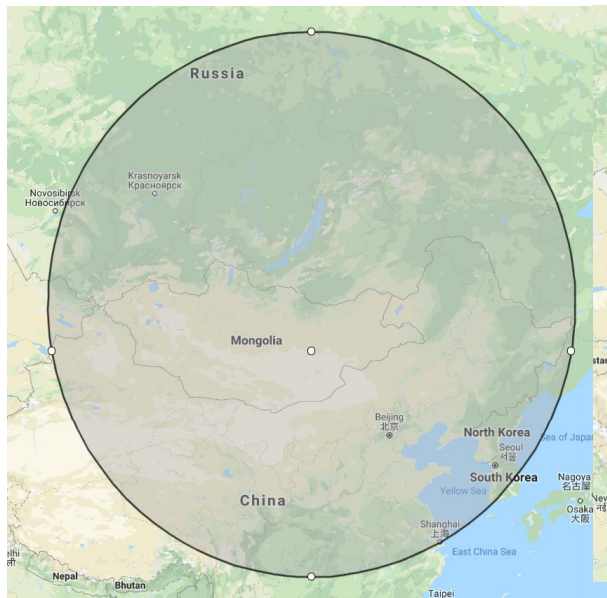 Russia
Krasnoyarsk
Красноярск
Novosibirsk
Новосибирск
Mongolia
Beijing
北京
North Korea
Sea of Japan
Seoul
서울
South Korea
Nagoya
名古屋
Yellow Sea
Osaka
大阪
China
Shanghai
上海
East China Sea
Nepal
Bhutan
Taipei